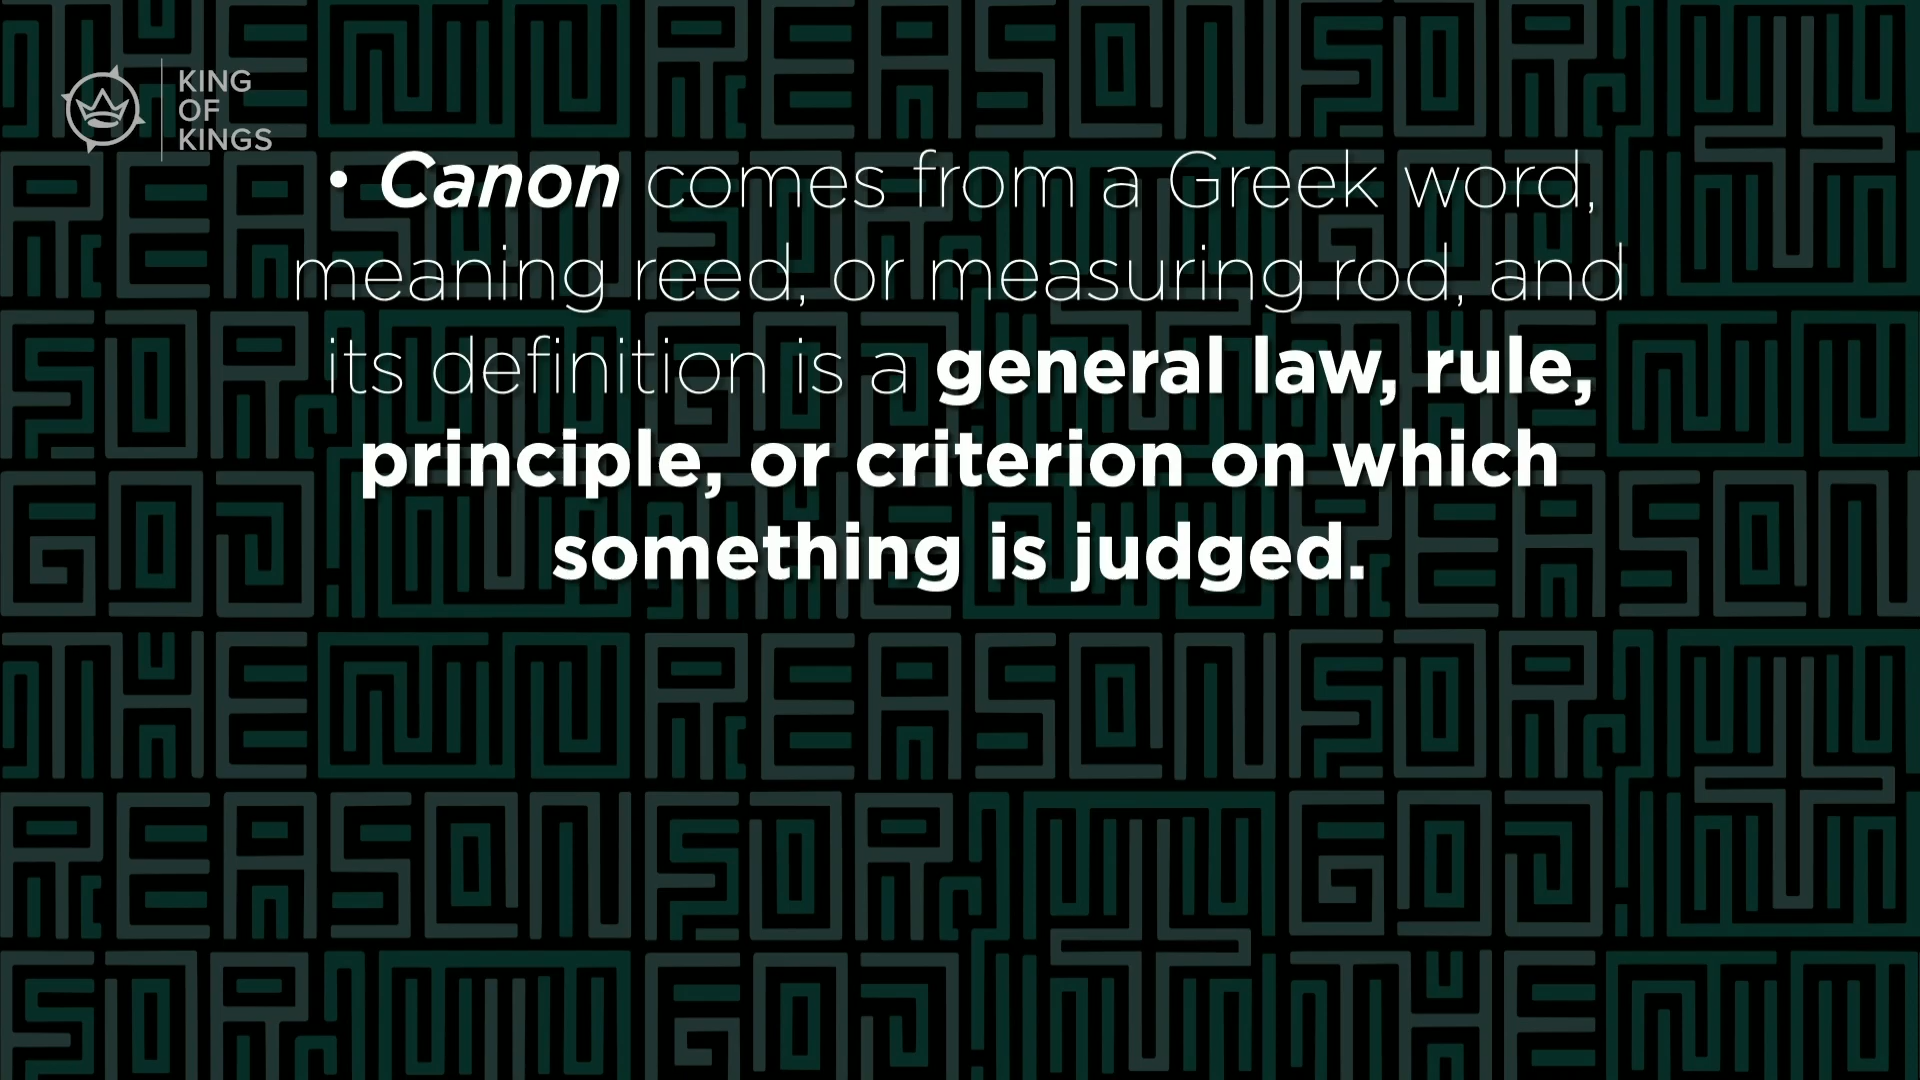 KING
OF
KINGS
• Canon comes from a Greek word,
meaning reed, or measuring rod, and
its definition is a general law, rule,
principle, or criterion on which
something is judged.